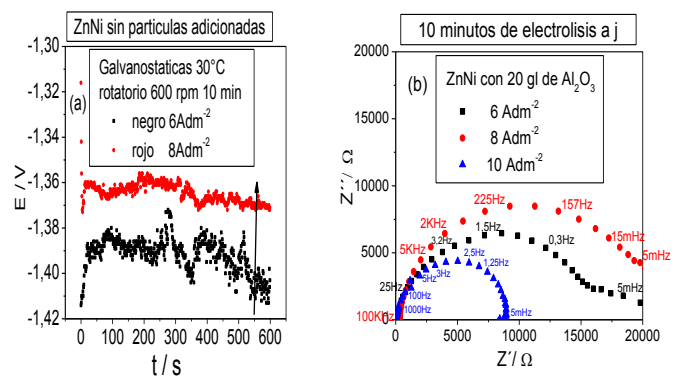 ZnNi sin particulas adicionadas
-1,30
-1,32
-1,34
-1,36
-1,38
-1,40
-1,42
E / V
(a)
Galvanostaticas 30°C
rotatorio 600 rpm 10 min
negro 6Adm⁻²
rojo 8Adm⁻²
0 100 200 300 400 500 600
t / s
10 minutos de electrolisis a j
20000
15000
10000
5000
0
Z´´/ Ω
(b)
ZnNi con 20 gl de Al₂O₃
6 Adm⁻²
8 Adm⁻²
10 Adm⁻²
225Hz
157Hz
2KHz
1,5Hz
15mHz
5KHz
3,2Hz
0,3Hz
5mHz
2,5Hz
3Hz
1,25Hz
25Hz
5Hz
5mHz
100Hz
1000Hz
5mHz
100KHz
0 5000 10000 15000 20000
Z´/ Ω